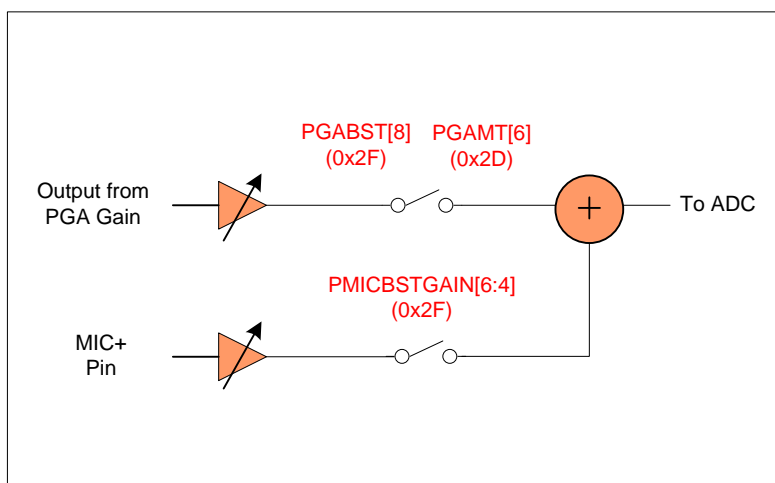 PGABST[8]
(0x2F)
PGAMT[6]
(0x2D)
Output from
PGA Gain
+
To ADC
PMICBSTGAIN[6:4]
(0x2F)
MIC+
Pin